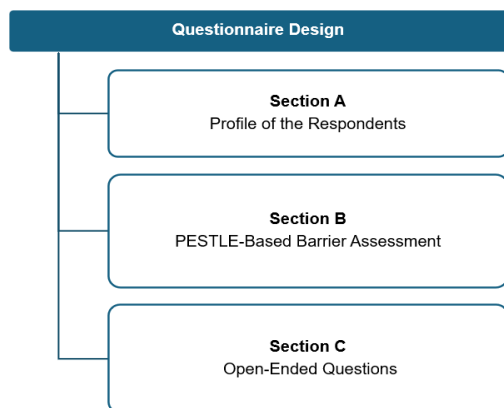 Questionnaire Design
Section A
Profile of the Respondents
Section B
PESTLE-Based Barrier Assessment
Section C
Open-Ended Questions